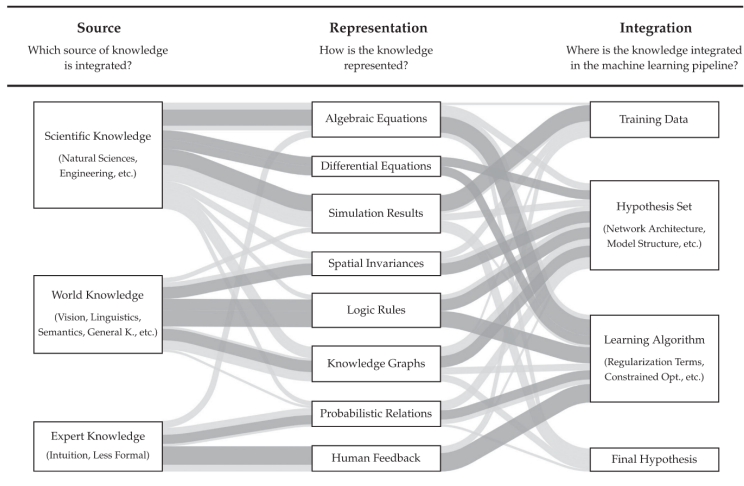 Source
Which source of knowledge
is integrated?
Representation
How is the knowledge
represented?
Integration
Where is the knowledge integrated
in the machine learning pipeline?
Scientific Knowledge
(Natural Sciences,
Engineering, etc.)
World Knowledge
(Vision, Linguistics,
Semantics, General K., etc.)
Expert Knowledge
(Intuition, Less Formal)
Algebraic Equations
Differential Equations
Simulation Results
Spatial Invariances
Logic Rules
Knowledge Graphs
Probabilistic Relations
Human Feedback
Training Data
Hypothesis Set
(Network Architecture,
Model Structure, etc.)
Learning Algorithm
(Regularization Terms,
Constrained Opt., etc.)
Final Hypothesis